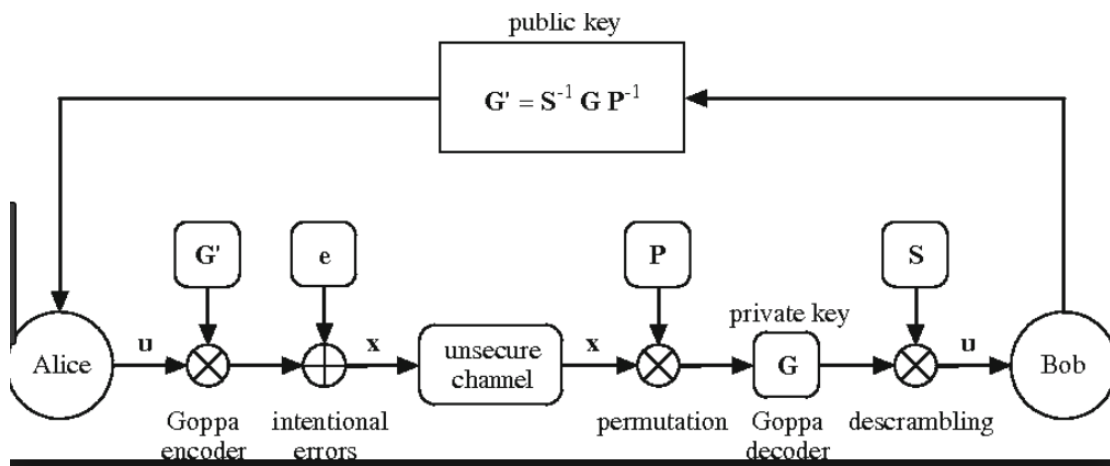 public key
G' = S⁻¹ G P⁻¹
G'
e
P
S
private key
Alice
u
x
unsecure
channel
x
G
u
Bob
Goppa
encoder
intentional
errors
permutation
Goppa
decoder
descrambling